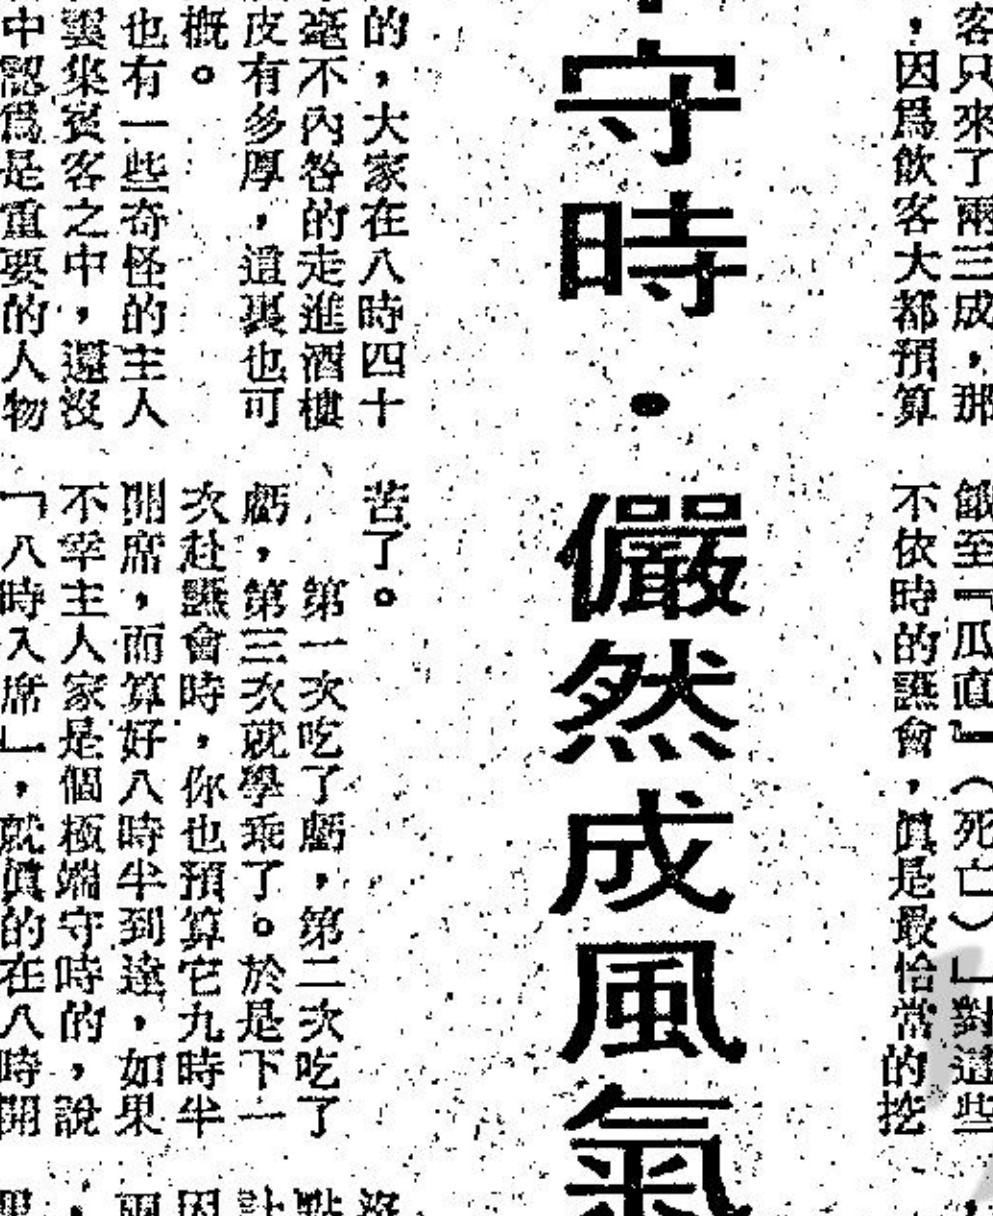 客只來了兩三成，那
，因爲飲客大都預算
餓至『瓜直』（死亡）」對這些
不依時的讌會，眞是最恰當的挖
守時·儼然成風氣
的，大家在八時四十
毫不內咎的走進酒樓
皮有多厚，這裏也可
概。
也有一些奇怪的主人
雲集賓客之中，還沒
中認爲是重要的人物
苦了。
第一次吃了虧，第二次吃了
虧，第三次就學乖了。於是下一
次赴讌會時，你也預算它九時半
開席，而算好八時半到達，如果
不幸主人家是個極端守時的，說
「八時入席」，就眞的在八時開